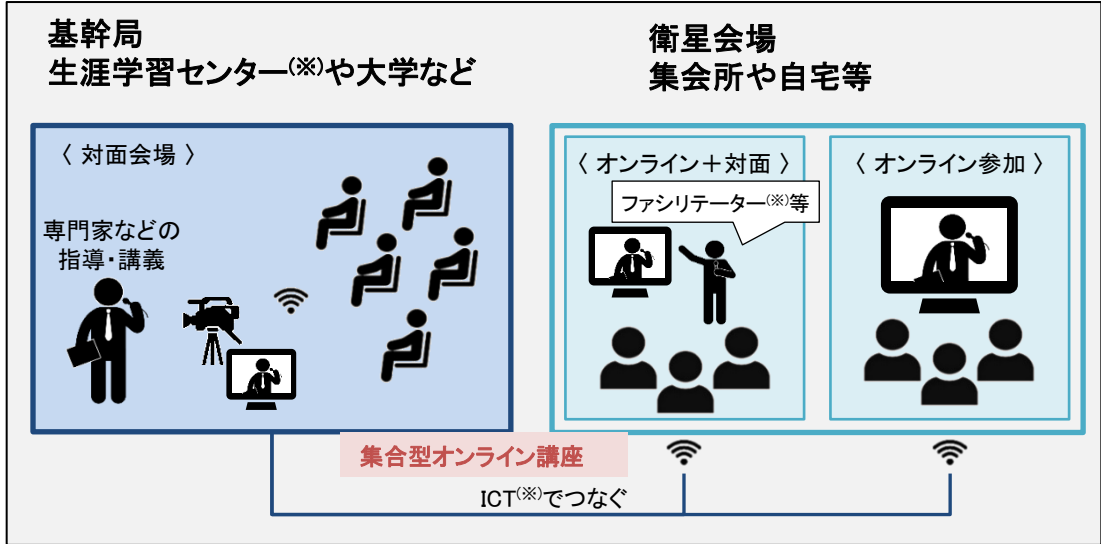 基幹局
生涯学習センター(※)や大学など
衛星会場
集会所や自宅等
〈 対面会場 〉
専門家などの
指導・講義
〈 オンライン＋対面 〉
ファシリテーター(※)等
〈 オンライン参加 〉
集合型オンライン講座
ICT(※)でつなぐ